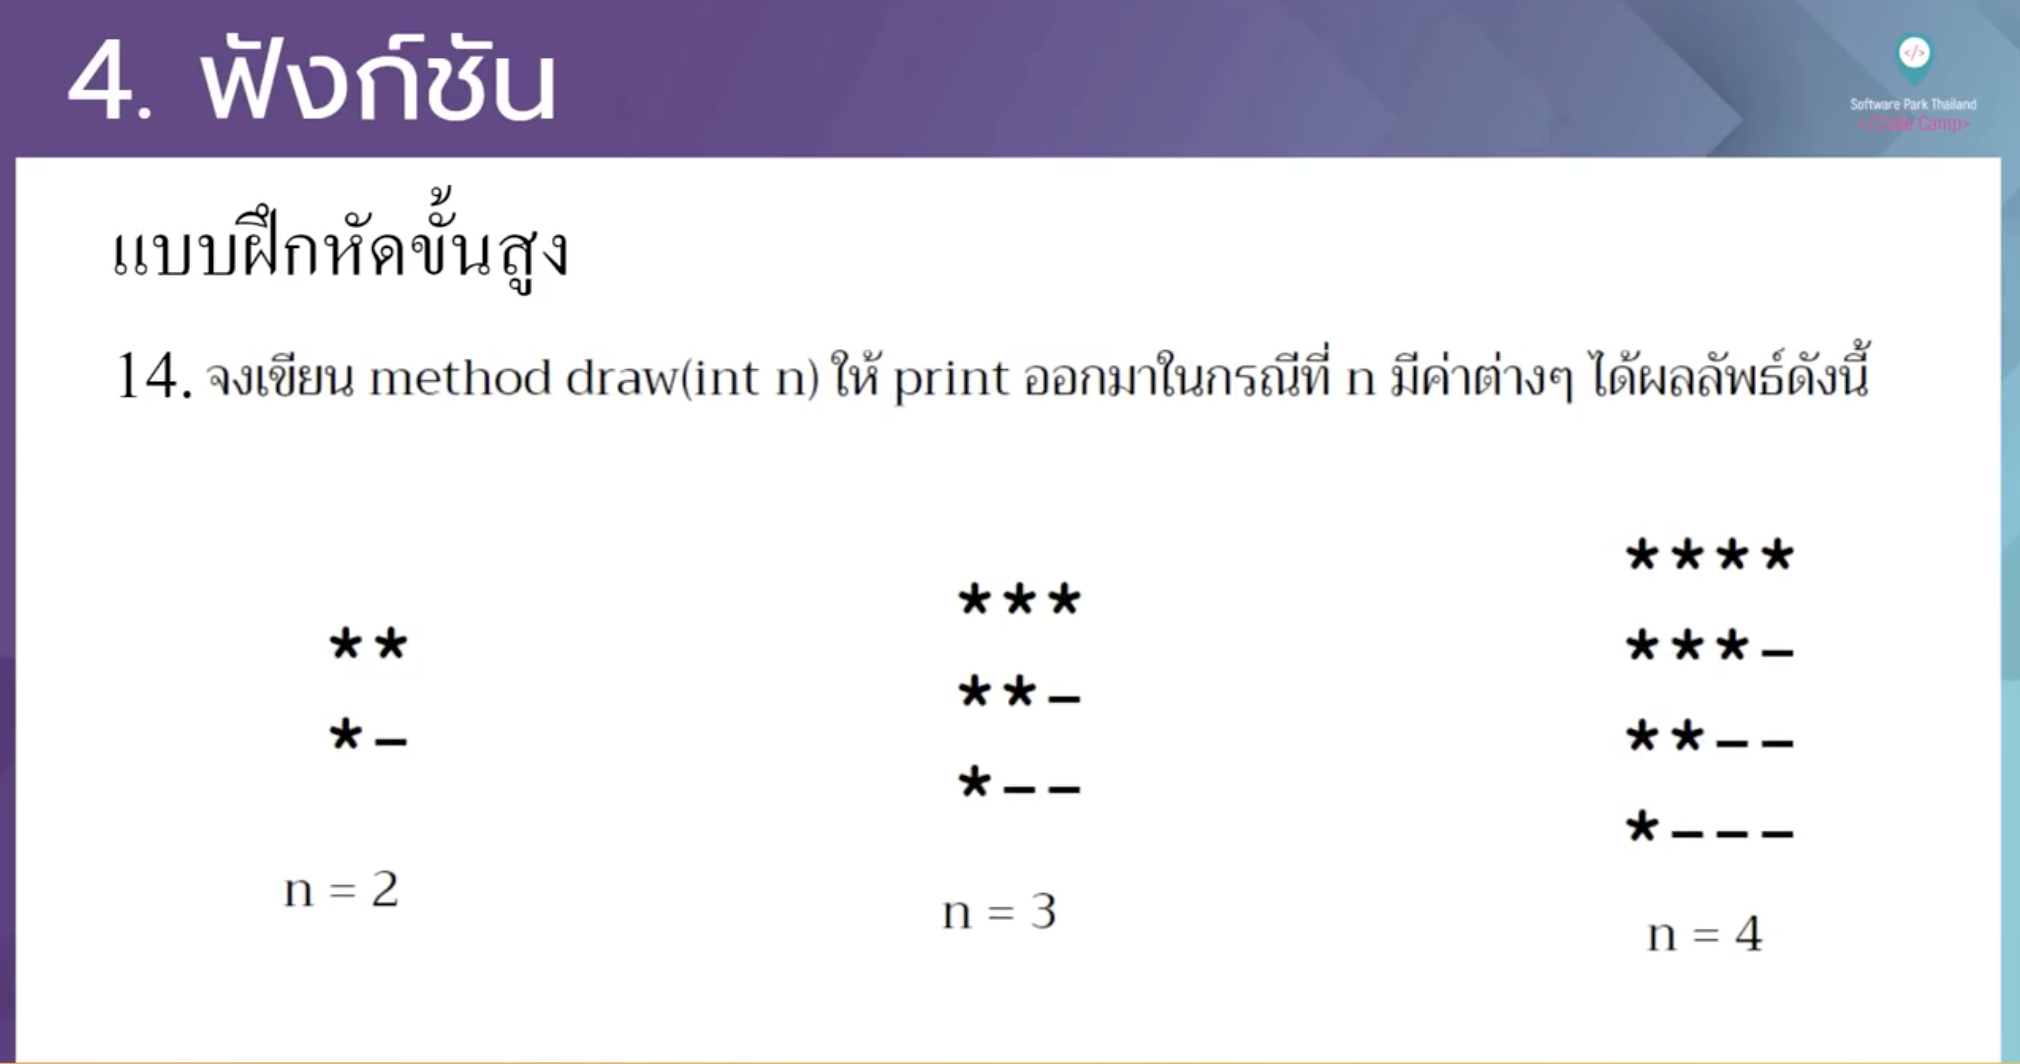 4. ฟังก์ชัน
Software Park Thailand
</Code Camp>
แบบฝึกหัดขั้นสูง
14. จงเขียน method draw(int n) ให้ print ออกมาในกรณีที่ n มีค่าต่างๆ ได้ผลลัพธ์ดังนี้
**
*-
n = 2
***
**-
*--
n = 3
****
***-
**--
*---
n = 4